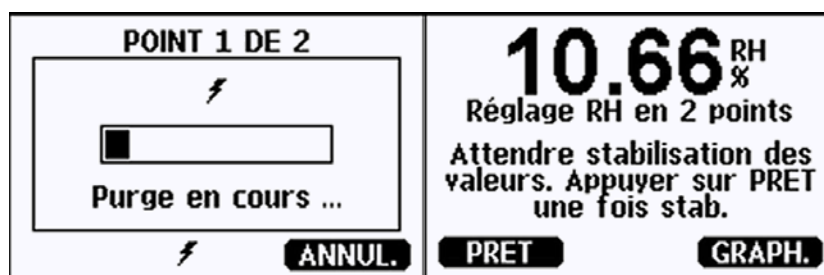 POINT 1 DE 2
Purge en cours ...
ANNUL.
10.66 RH %
Réglage RH en 2 points
Attendre stabilisation des
valeurs. Appuyer sur PRET
une fois stab.
PRET
GRAPH.